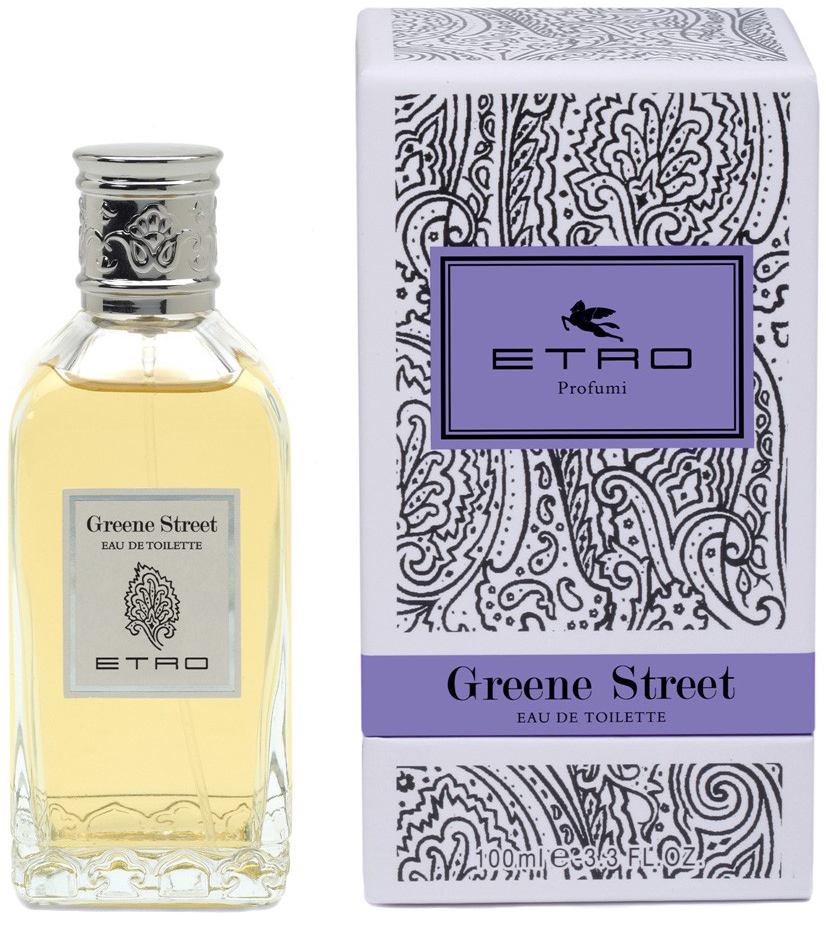 Greene Street
EAU DE TOILETTE
ETRO
ETRO
Profumi
Greene Street
EAU DE TOILETTE
100ml e 3.3 FL.OZ.